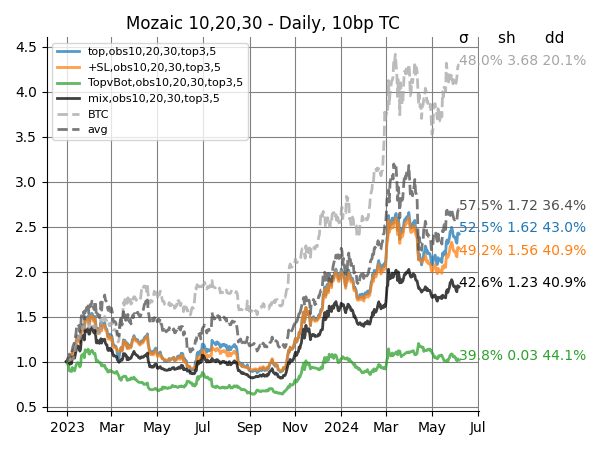 Mozaic 10,20,30 - Daily, 10bp TC
σ sh dd
top,obs10,20,30,top3,5
+SL,obs10,20,30,top3,5
TopvBot,obs10,20,30,top3,5
mix,obs10,20,30,top3,5
BTC
avg
48.0% 3.68 20.1%
57.5% 1.72 36.4%
52.5% 1.62 43.0%
49.2% 1.56 40.9%
42.6% 1.23 40.9%
39.8% 0.03 44.1%
4.5
4.0
3.5
3.0
2.5
2.0
1.5
1.0
0.5
2023 Mar May Jul Sep Nov 2024 Mar May Jul